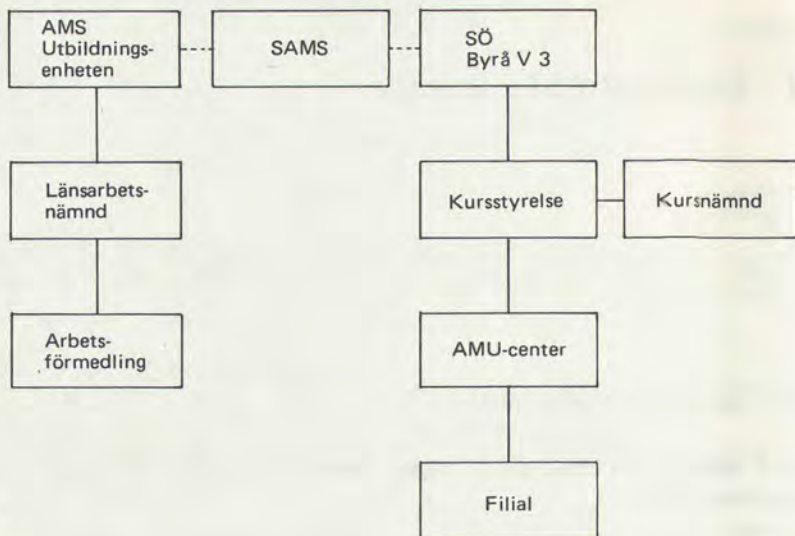 AMS
Utbildnings-
enheten
SAMS
SÖ
Byrå V 3
Länsarbets-
nämnd
Kursstyrelse
Kursnämnd
Arbets-
förmedling
AMU-center
Filial